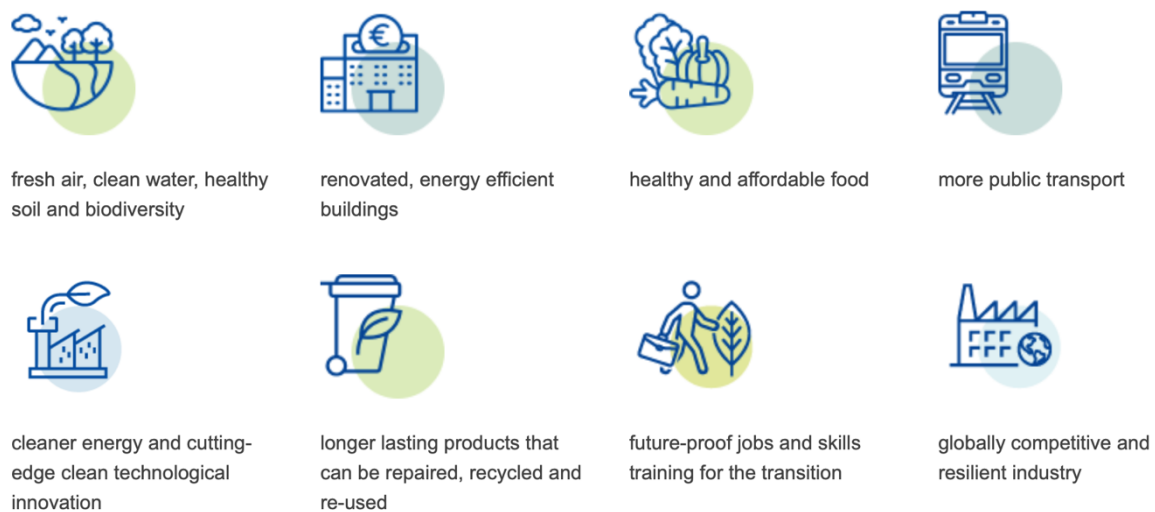 €
fresh air, clean water, healthy
soil and biodiversity
renovated, energy efficient
buildings
healthy and affordable food
more public transport
cleaner energy and cutting-
edge clean technological
innovation
longer lasting products that
can be repaired, recycled and
re-used
future-proof jobs and skills
training for the transition
globally competitive and
resilient industry